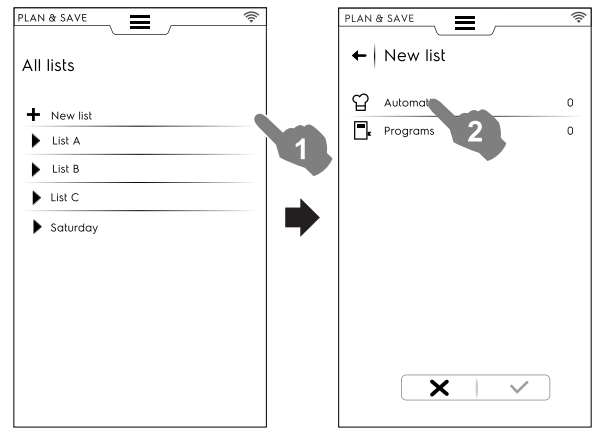 PLAN & SAVE
All lists
New list
List A
List B
List C
Saturday
1
PLAN & SAVE
New list
0
2
Programs 0